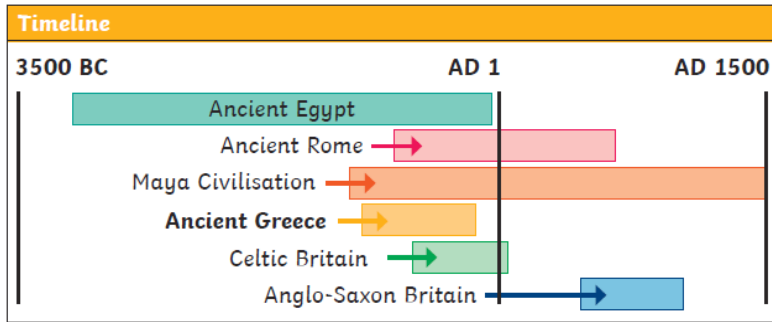 Timeline
3500 BC AD 1 AD 1500
Ancient Egypt
Ancient Rome
Maya Civilisation
Ancient Greece
Celtic Britain
Anglo-Saxon Britain